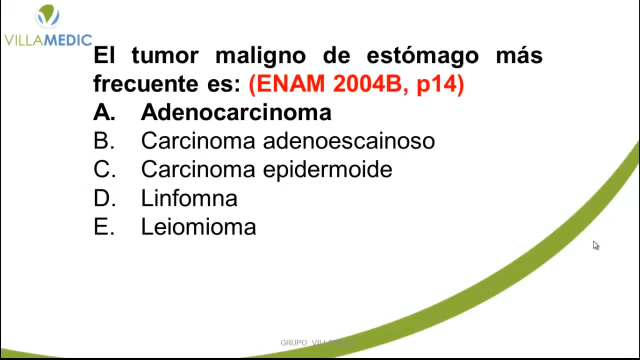 VILLAMEDIC
El tumor maligno de estómago más
frecuente es: (ENAM 2004B, p14)
A. Adenocarcinoma
B. Carcinoma adenoescainoso
C. Carcinoma epidermoide
D. Linfomna
E. Leiomioma
GRUPO VILLA